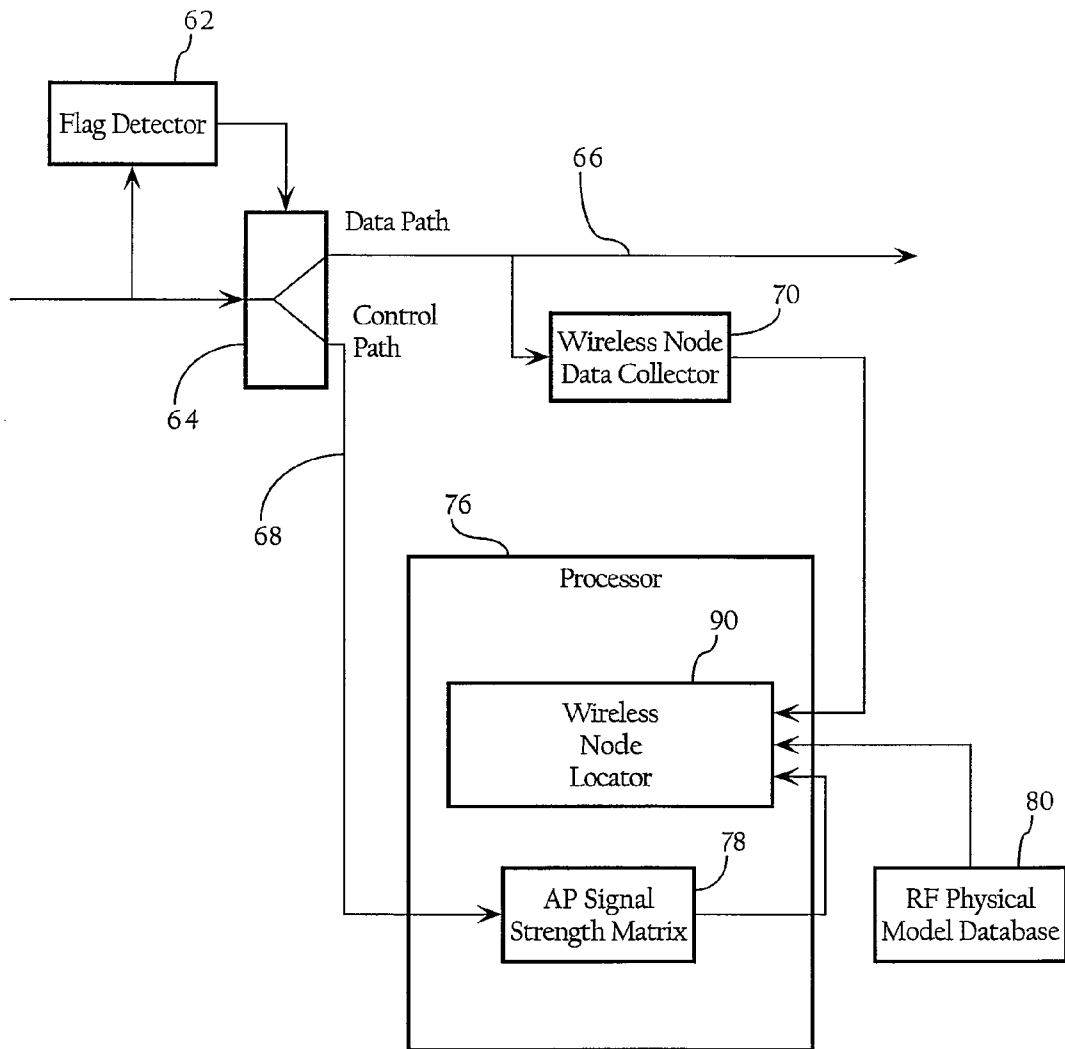 62
Flag Detector
66
Data Path
Control
Path
70
Wireless Node
Data Collector
64
68
76
Processor
90
Wireless
Node
Locator
78
AP Signal
Strength Matrix
80
RF Physical
Model Database